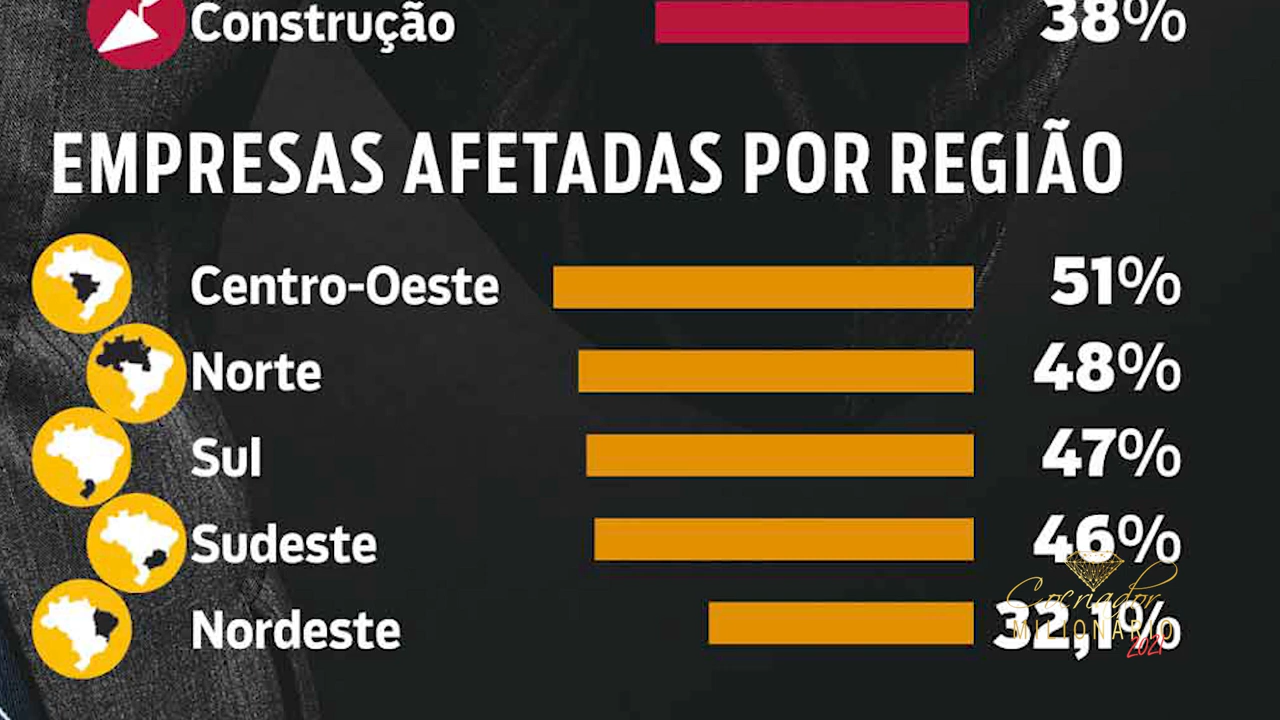 Construção 38%
EMPRESAS AFETADAS POR REGIÃO
Centro-Oeste 51%
Norte 48%
Sul 47%
Sudeste 46%
Nordeste 32,1%
Cocriador
MILIONÁRIO
2021